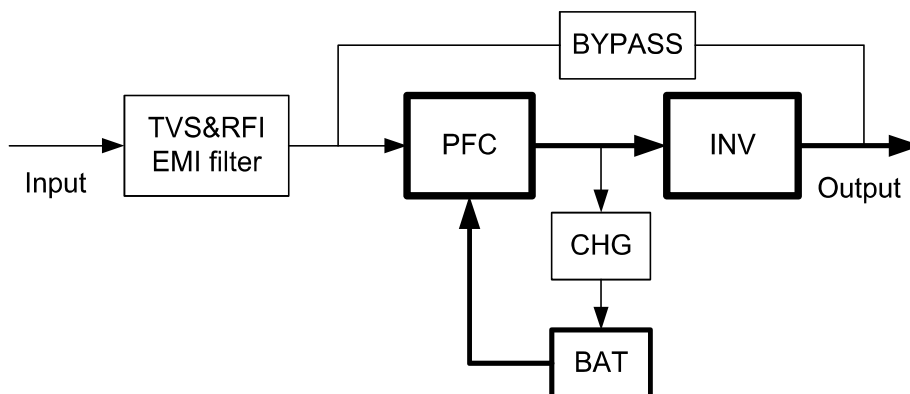 BYPASS
TVS&RFI
EMI filter
PFC
INV
Input
Output
CHG
BAT